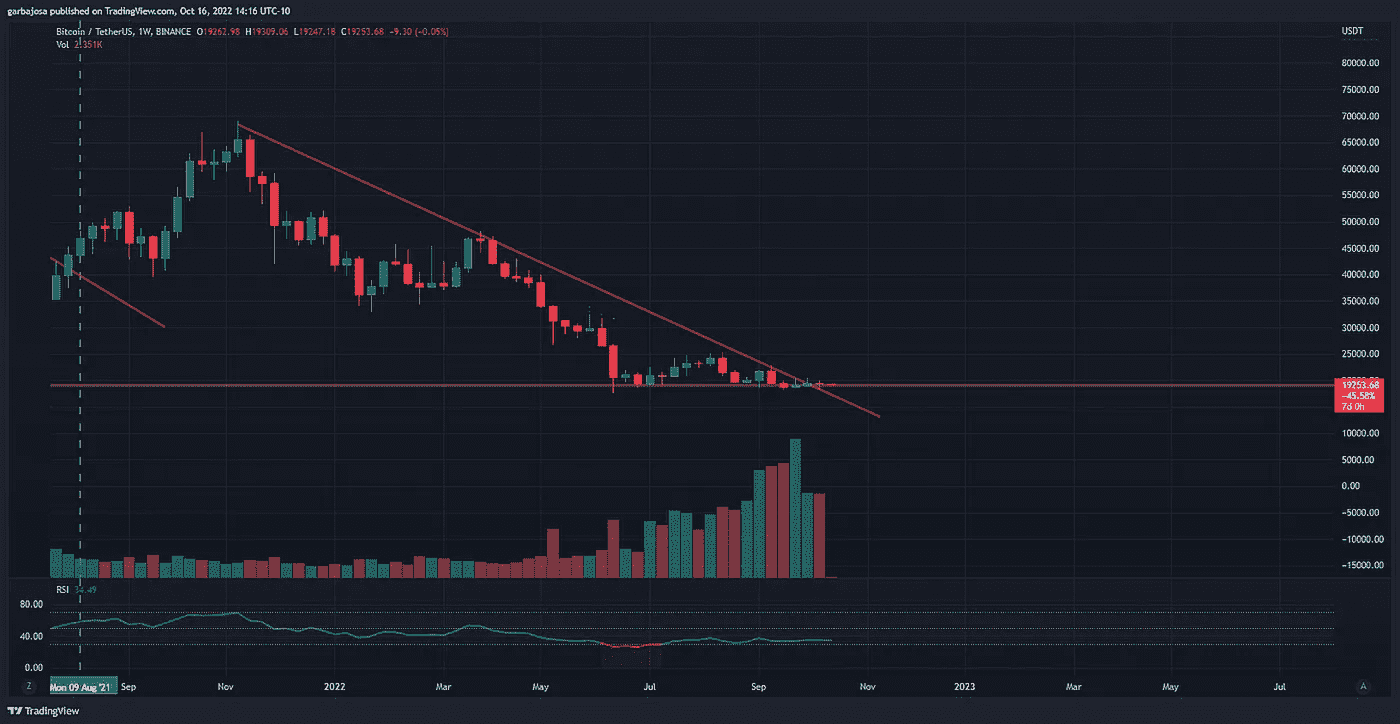 garbajosa published on TradingView.com, Oct 16, 2022 14:16 UTC-10
Bitcoin / TetherUS, 1W, BINANCE O19262.98 H19309.06 L19247.18 C19253.68 −9.30 (−0.05%)
USDT
Vol 2.351K
80000.00
75000.00
70000.00
65000.00
60000.00
55000.00
50000.00
45000.00
40000.00
35000.00
30000.00
25000.00
19253.68
−45.58%
7d 0h
10000.00
5000.00
0.00
−5000.00
−10000.00
−15000.00
RSI
80.00
40.00
0.00
Z Mon 09 Aug '21 Sep Nov 2022 Mar May Jul Sep Nov 2023 Mar May Jul A
TradingView